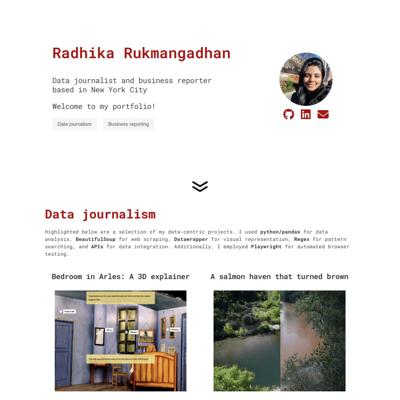 Radhika Rukmangadhan
Data journalist and business reporter
based in New York City
Welcome to my portfolio!
Data journalism
Business reporting
Data journalism
Highlighted below are a selection of my data-centric projects. I used python/pandas for data
analysis, BeautifulSoup for web scraping, Datawrapper for visual representation, Regex for pattern
searching, and APIs for data integration. Additionally, I employed Playwright for automated browser
testing.
Bedroom in Arles: A 3D explainer
A salmon haven that turned brown